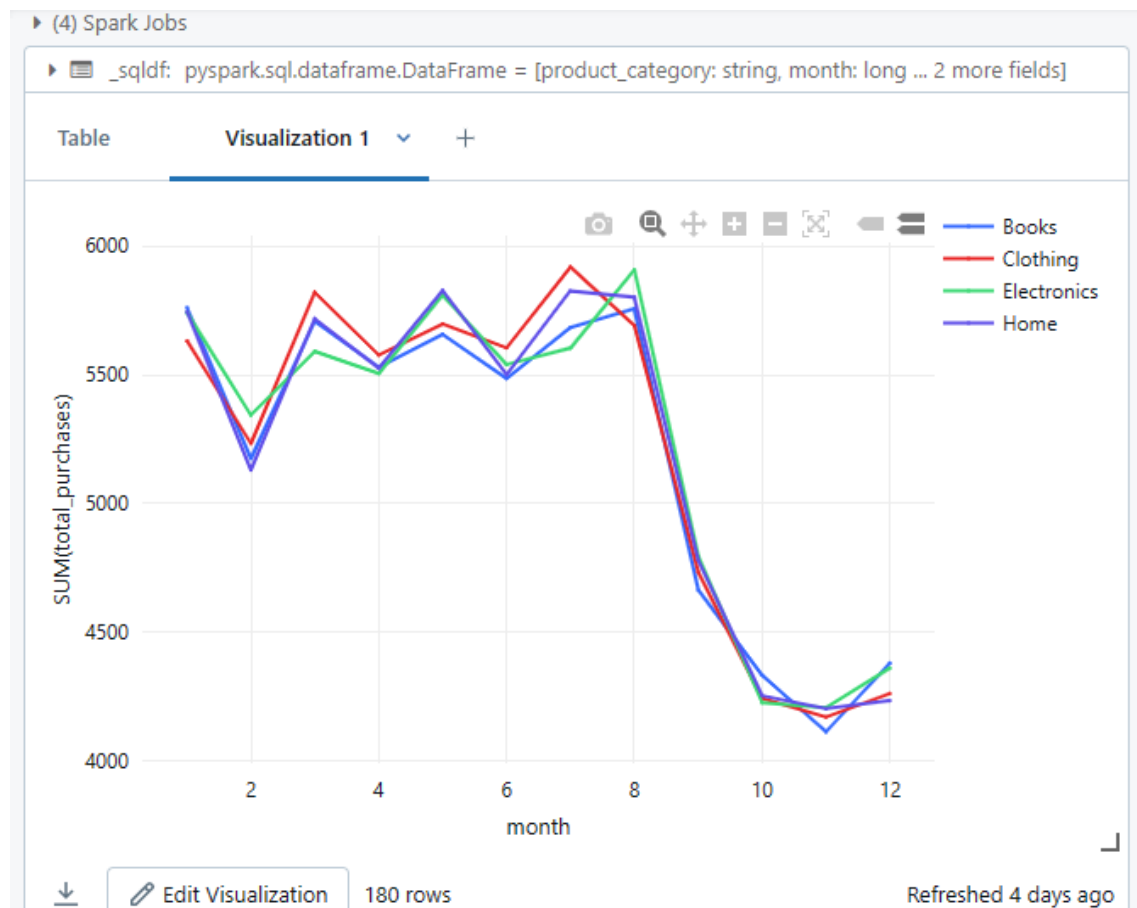 (4) Spark Jobs
_sqldf: pyspark.sql.dataframe.DataFrame = [product_category: string, month: long ... 2 more fields]
Table
Visualization 1
+
6000
5500
5000
4500
4000
SUM(total_purchases)
2 4 6 8 10 12
month
Books
Clothing
Electronics
Home
Edit Visualization 180 rows Refreshed 4 days ago